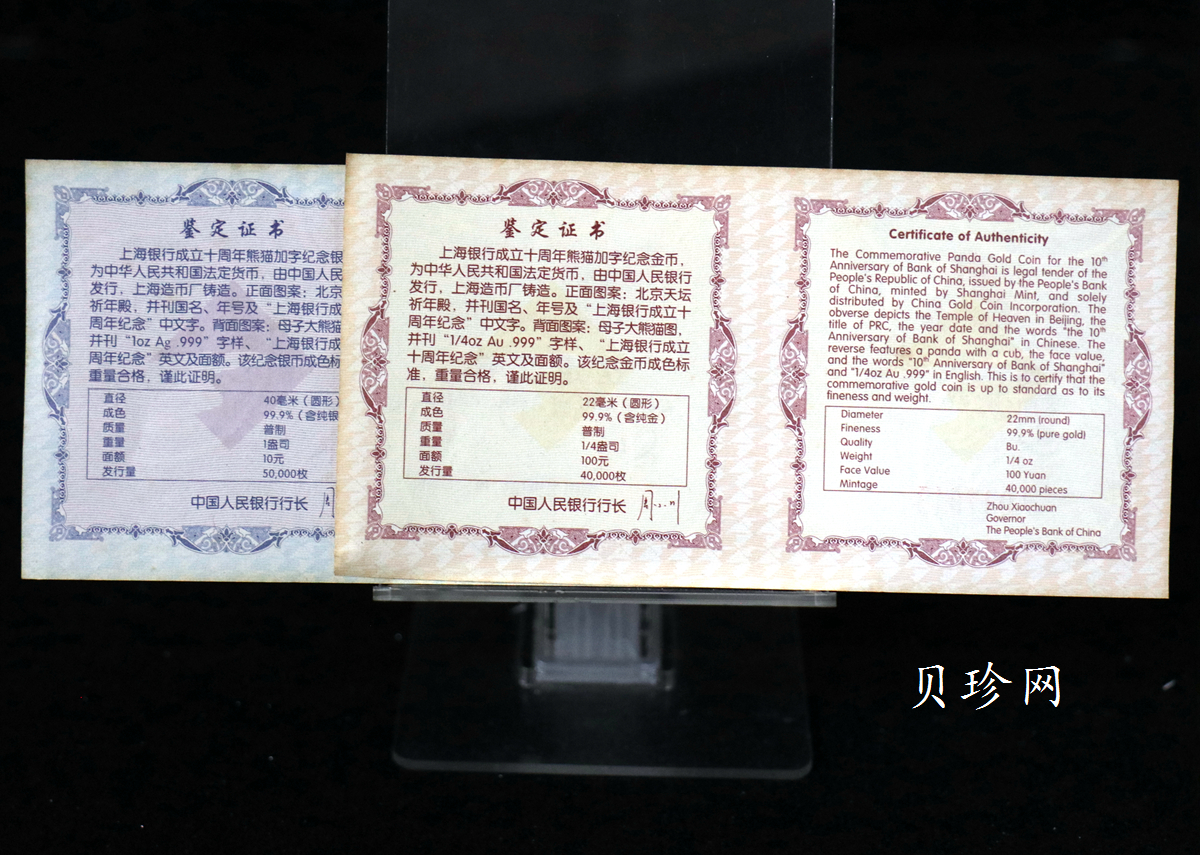 鉴定证书
上海银行成立十周年熊猫加字纪念银
为中华人民共和国法定货币，由中国人民
发行，上海造币厂铸造。正面图案：北京
祈年殿，并刊国名、年号及“上海银行成
周年纪念”中文字。背面图案：母子大熊猫
并刊“1oz Ag .999”字样、“上海银行成
周年纪念”英文及面额。该纪念银币成色标
重量合格，谨此证明。
直径 40毫米（圆形）
成色 99.9%（含纯银
质量 普制
重量 1盎司
面额 10元
发行量 50,000枚
中国人民银行行长
鉴定证书
上海银行成立十周年熊猫加字纪念金币，
为中华人民共和国法定货币，由中国人民银行
发行，上海造币厂铸造。正面图案：北京天坛
祈年殿，并刊国名、年号及“上海银行成立十
周年纪念”中文字。背面图案：母子大熊猫图，
并刊“1/4oz Au .999”字样、“上海银行成立
十周年纪念”英文及面额。该纪念金币成色标
准，重量合格，谨此证明。
直径 22毫米（圆形）
成色 99.9%（含纯金）
质量 普制
重量 1/4盎司
面额 100元
发行量 40,000枚
中国人民银行行长
Certificate of Authenticity
The Commemorative Panda Gold Coin for the 10th
Anniversary of Bank of Shanghai is legal tender of the
People's Republic of China, issued by the People's Bank
of China, minted by Shanghai Mint, and solely
distributed by China Gold Coin Incorporation. The
obverse depicts the Temple of Heaven in Beijing, the
title of PRC, the year date and the words "the 10th
Anniversary of Bank of Shanghai" in Chinese. The
reverse features a panda with a cub, the face value,
and the words "10th Anniversary of Bank of Shanghai"
and "1/4oz Au .999" in English. This is to certify that the
commemorative gold coin is up to standard as to its
fineness and weight.
Diameter 22mm (round)
Fineness 99.9% (pure gold)
Quality Bu.
Weight 1/4 oz
Face Value 100 Yuan
Mintage 40,000 pieces
Zhou Xiaochuan
Governor
The People's Bank of China
贝珍网